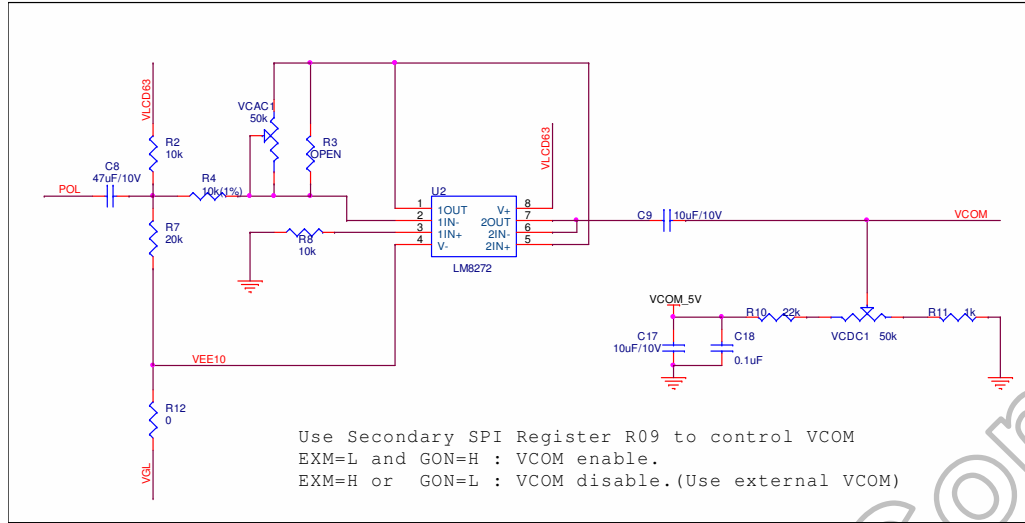 VLCD63
VCAC1
50k
R2
10k
R3
OPEN
VLCD63
C8
47uF/10V
R4
10k(1%)
POL
U2
1
2
3
4
1OUT
1IN-
1IN+
V-
V+
2OUT
2IN-
2IN+
8
7
6
5
LM8272
C9
10uF/10V
VCOM
R7
20k
R8
10k
VCOM_5V
R10
22k
R11
1k
C17
10uF/10V
C18
0.1uF
VCDC1
50k
VEE10
R12
0
VGL
Use Secondary SPI Register R09 to control VCOM
EXM=L and GON=H : VCOM enable.
EXM=H or GON=L : VCOM disable.(Use external VCOM)